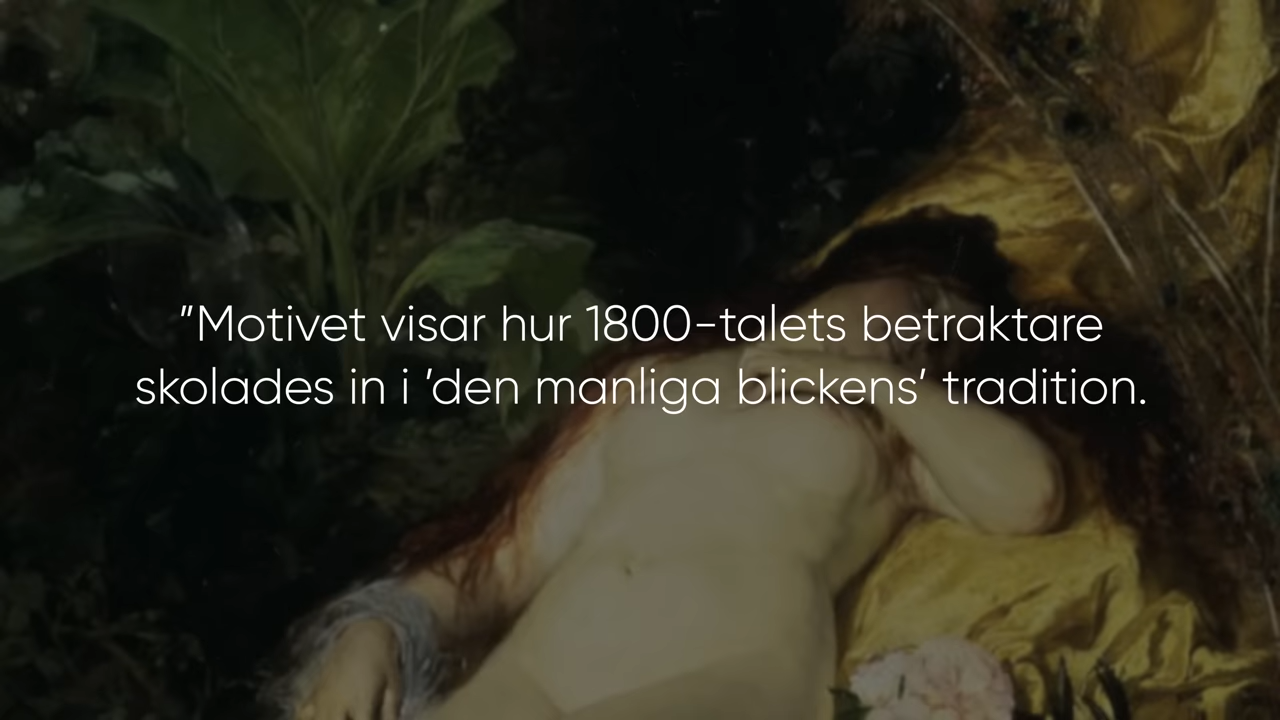 ”Motivet visar hur 1800-talets betraktare
skolades in i ’den manliga blickens’ tradition.